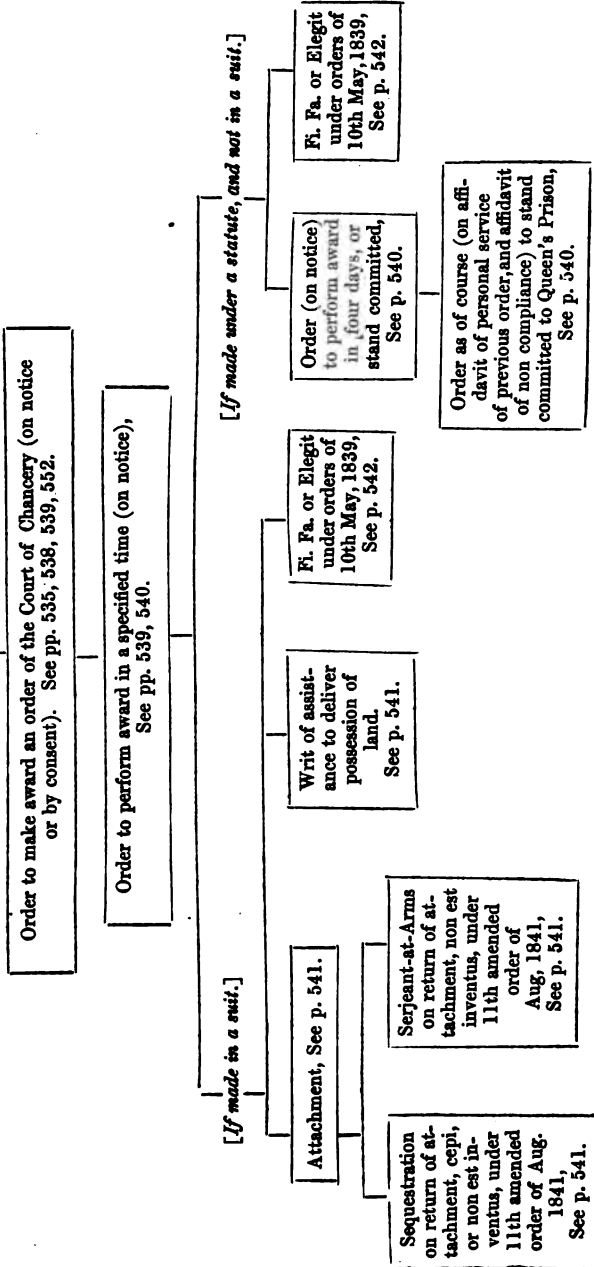 Order to make award an order of the Court of Chancery (on notice
or by consent). See pp. 535, 538, 539, 552.
Order to perform award in a specified time (on notice),
See pp. 539, 540.
[If made in a suit.]
[If made under a statute, and not in a suit.]
Attachment, See p. 541.
Writ of assist-
ance to deliver
possession of
land.
See p. 541.
Fi. Fa. or Elegit
under orders of
10th May, 1839,
See p. 542.
Order (on notice)
to perform award
in four days, or
stand committed,
See p. 540.
Fi. Fa. or Elegit
under orders of
10th May, 1839,
See p. 542.
Sequestration
on return of at-
tachment, cepi,
or non est in-
ventus, under
11th amended
order of Aug.
1841,
See p. 541.
Serjeant-at-Arms
on return of at-
tachment, non est
inventus, under
11th amended
order of
Aug, 1841,
See p. 541.
Order as of course (on affi-
davit of personal service
of previous order, and affidavit
of non compliance) to stand
committed to Queen's Prison,
See p. 540.